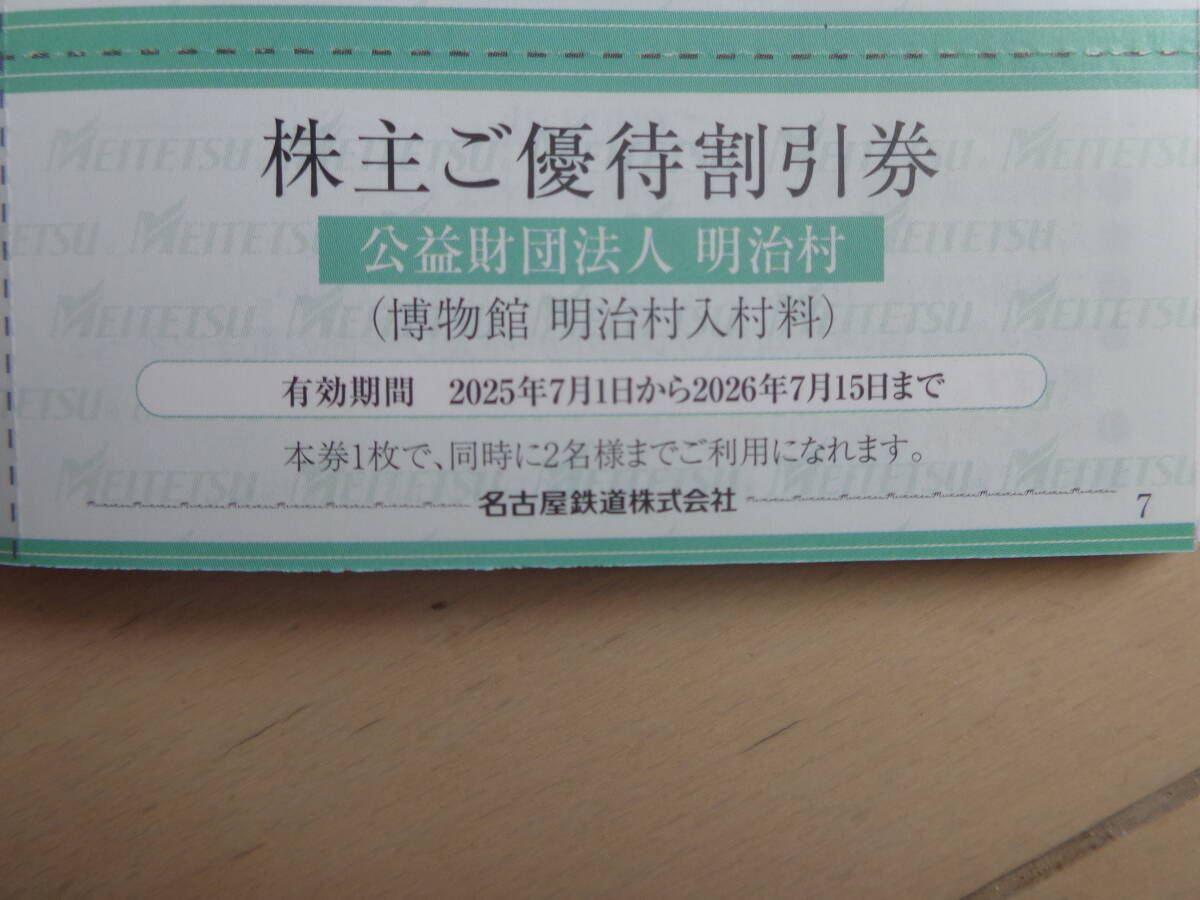 株主ご優待割引券
公益財団法人 明治村
(博物館 明治村入村料)
有効期間 2025年7月1日から2026年7月15日まで
本券1枚で、同時に2名様までご利用になれます。
名古屋鉄道株式会社
7
MEITETSU